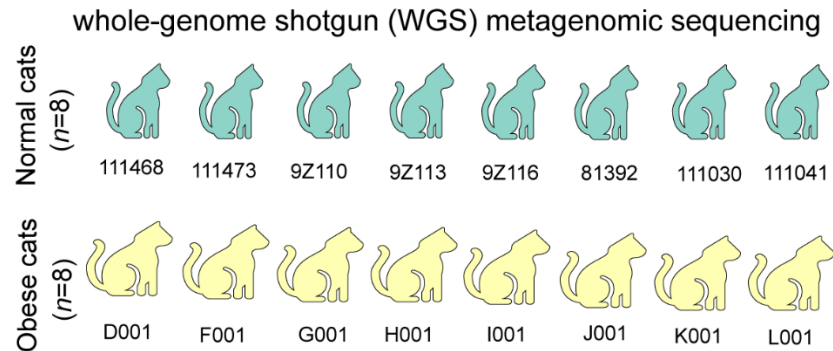 whole-genome shotgun (WGS) metagenomic sequencing
Normal cats
(n=8)
111468 111473 9Z110 9Z113 9Z116 81392 111030 111041
Obese cats
(n=8)
D001 F001 G001 H001 I001 J001 K001 L001